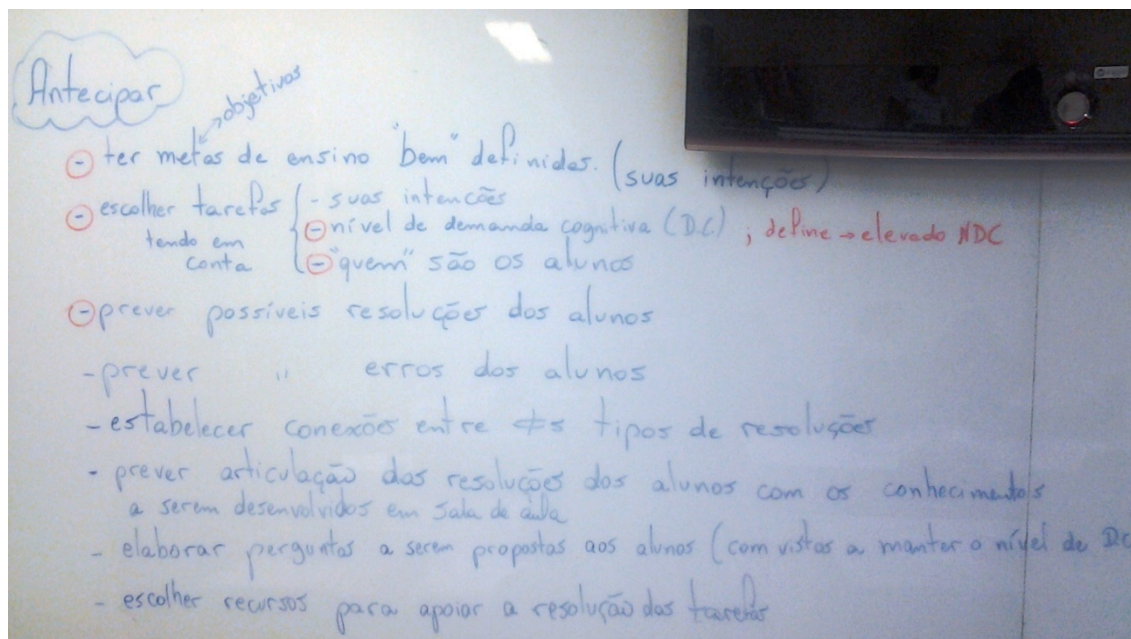 Antecipar
objetivos
- ter metas de ensino "bem" definidas. (suas intenções)
- escolher tarefas - suas intenções
tendo em - nível de demanda cognitiva (DC), define → elevado NDC
conta - "quem" são os alunos
- prever possíveis resoluções dos alunos
- prever " erros dos alunos
- estabelecer conexões entre ≠s tipos de resoluções
- prever articulação das resoluções dos alunos com os conhecimentos
a serem desenvolvidos em sala de aula
- elaborar perguntas a serem propostas aos alunos (com vistas a manter o nível de DC
- escolher recursos para apoiar a resolução das tarefas